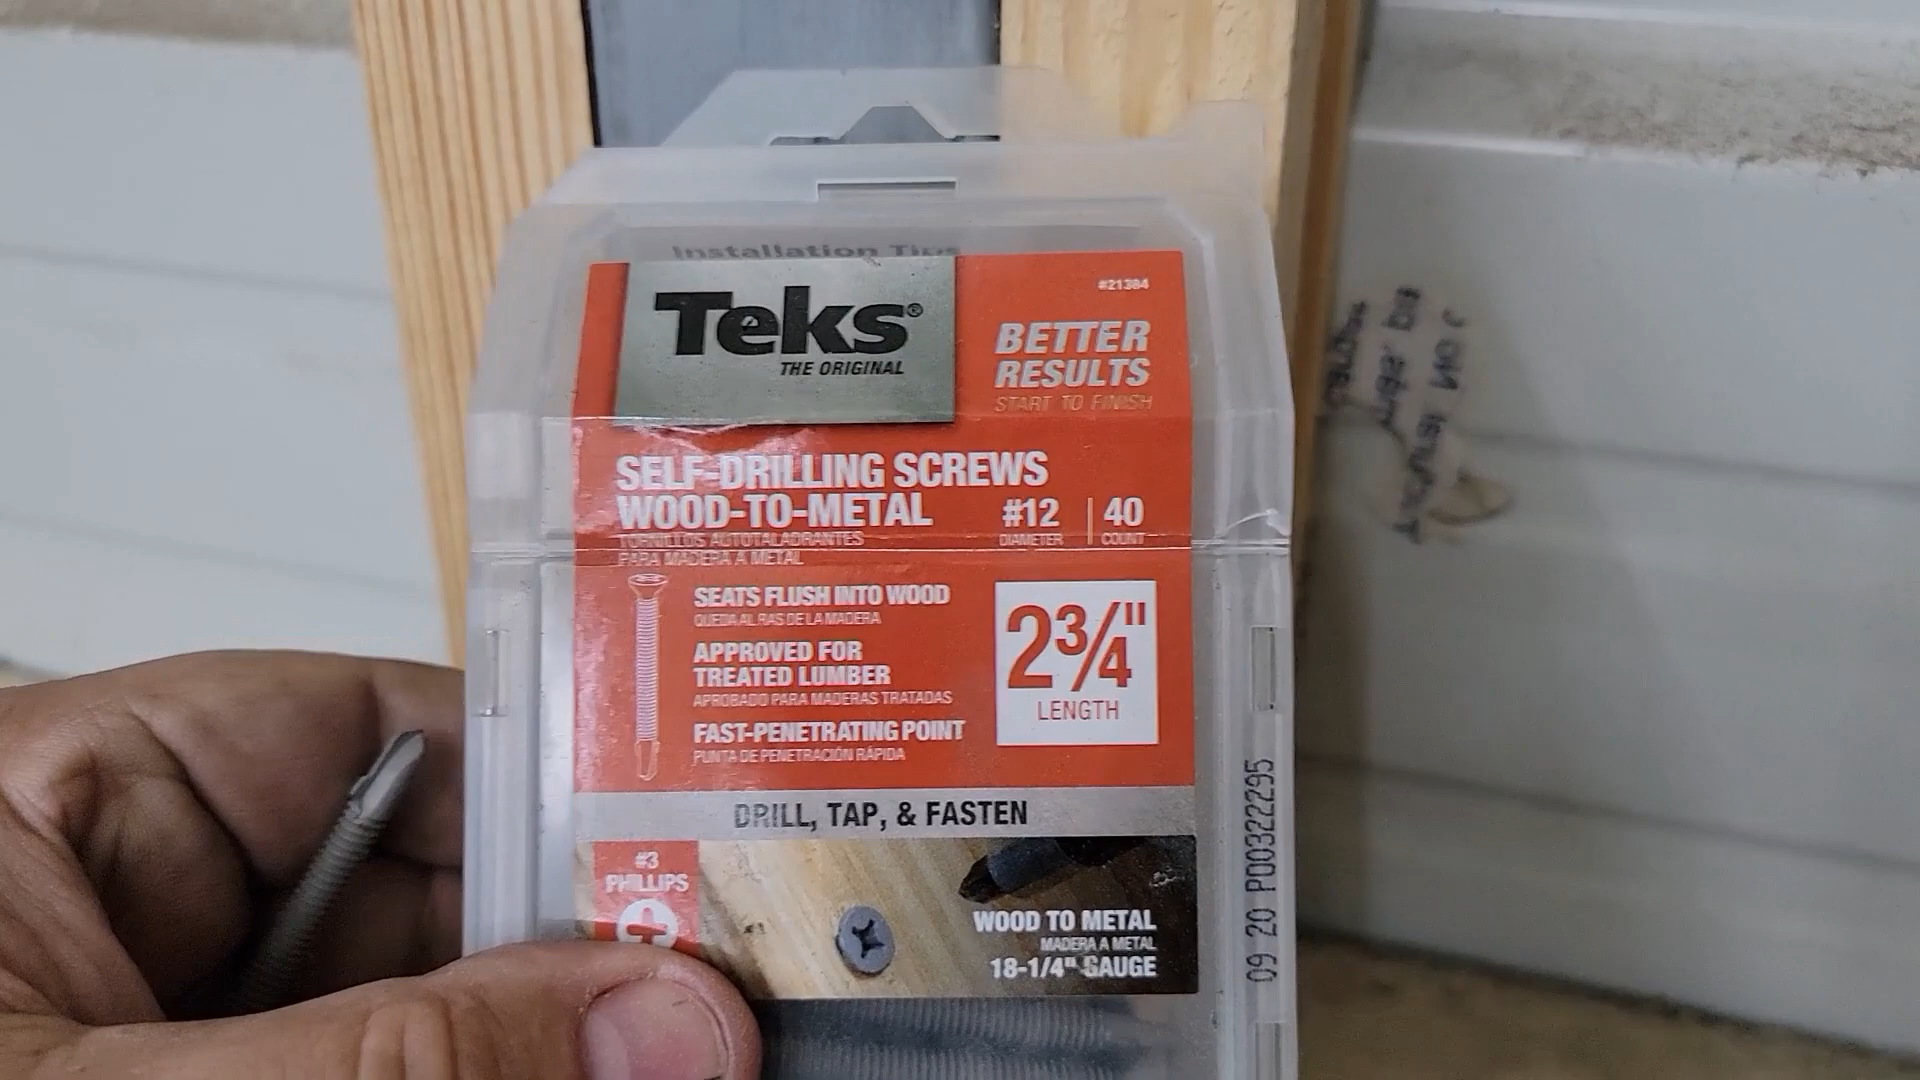 Installation Tips
Teks®
THE ORIGINAL
#21384
BETTER
RESULTS
START TO FINISH
SELF-DRILLING SCREWS
WOOD-TO-METAL
TORNILLOS AUTOTALADRANTES
PARA MADERA A METAL
#12
DIAMETER
40
COUNT
SEATS FLUSH INTO WOOD
QUEDA AL RAS DE LA MADERA
APPROVED FOR
TREATED LUMBER
APROBADO PARA MADERAS TRATADAS
FAST-PENETRATING POINT
PUNTA DE PENETRACIÓN RÁPIDA
2¾"
LENGTH
DRILL, TAP, & FASTEN
#3
PHILLIPS
WOOD TO METAL
MADERA A METAL
18-1/4" GAUGE
09 20 P00322295